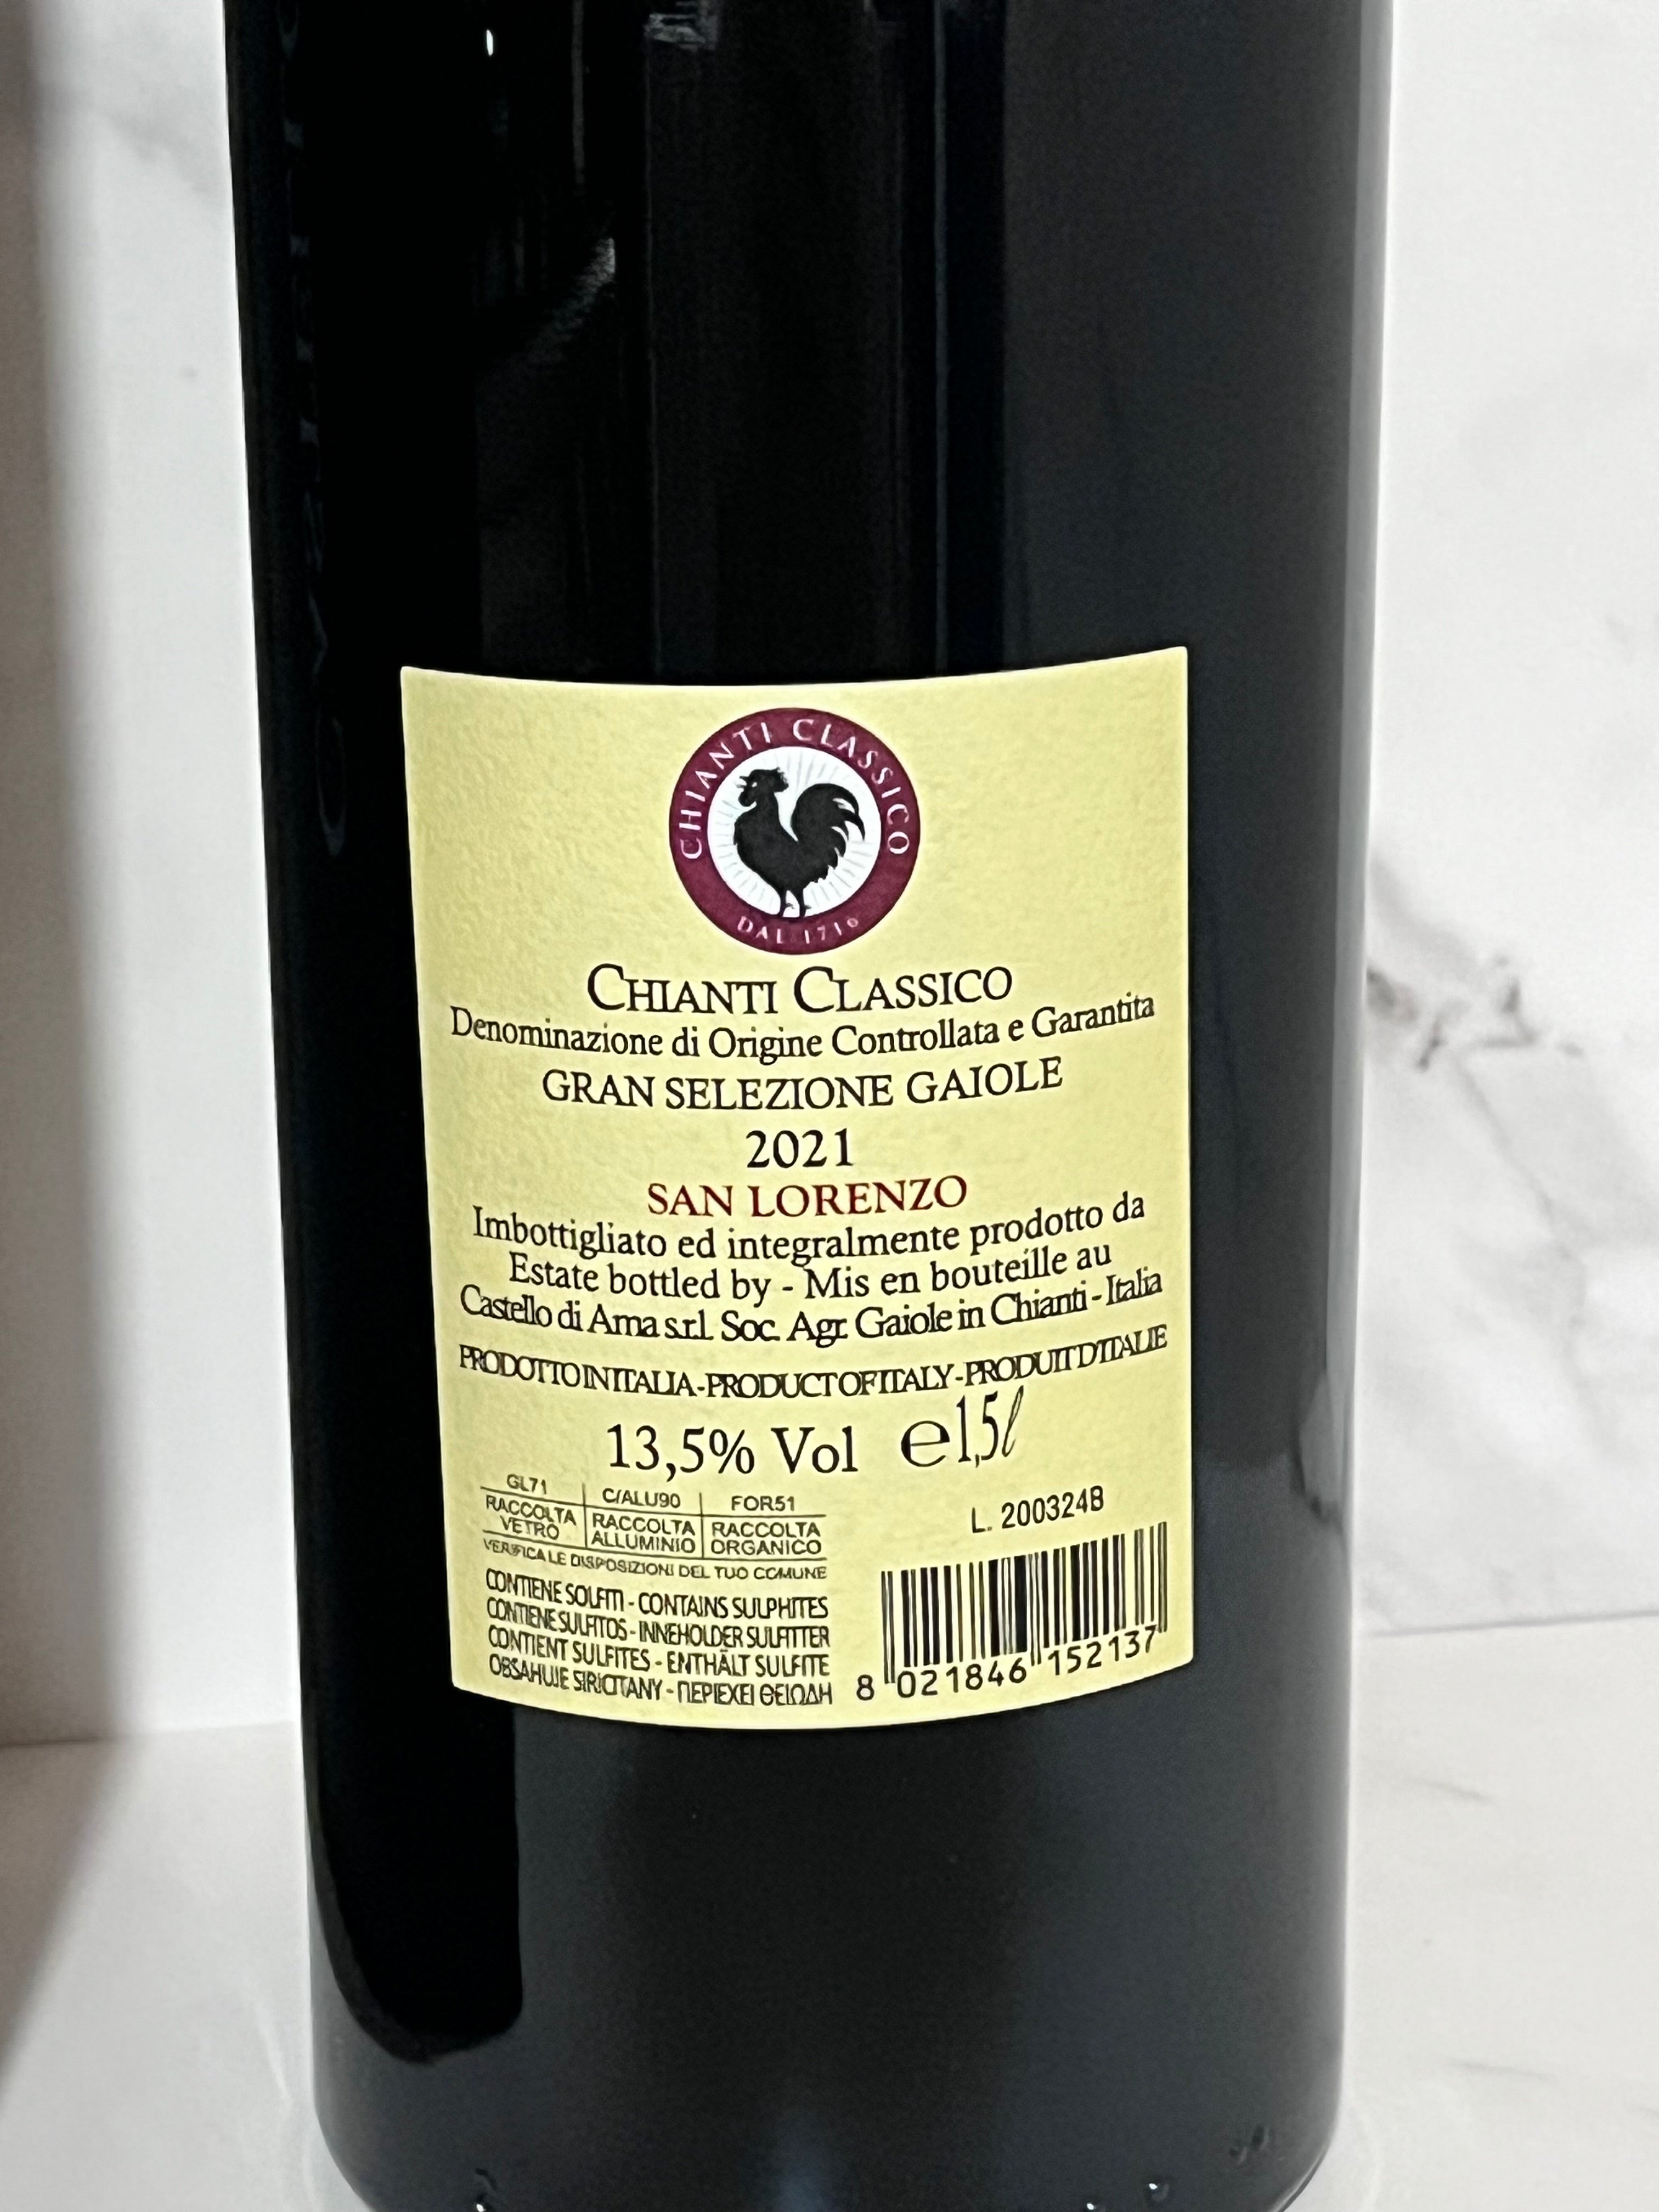 CHIANTI CLASSICO
DAL 1716
CHIANTI CLASSICO
Denominazione di Origine Controllata e Garantita
GRAN SELEZIONE GAIOLE
2021
SAN LORENZO
Imbottigliato ed integralmente prodotto da
Estate bottled by - Mis en bouteille au
Castello di Ama s.r.l. Soc. Agr. Gaiole in Chianti - Italia
PRODOTTO IN ITALIA - PRODUCT OF ITALY - PRODUIT D'ITALIE
13,5% Vol e 1,5 ℓ
GL71 C/ALU90 FOR51
RACCOLTA VETRO RACCOLTA ALLUMINIO RACCOLTA ORGANICO
VERIFICA LE DISPOSIZIONI DEL TUO COMUNE
L. 200324B
CONTIENE SOLFITI - CONTAINS SULPHITES
CONTIENE SULFITOS - INNEHOLDER SULFITTER
CONTIENT SULFITES - ENTHÄLT SULFITE
OBSAHUJE SIRICITANY - ΠΕΡΙΕΧΕΙ ΘΕΙΩΔΗ
8 021846 152137